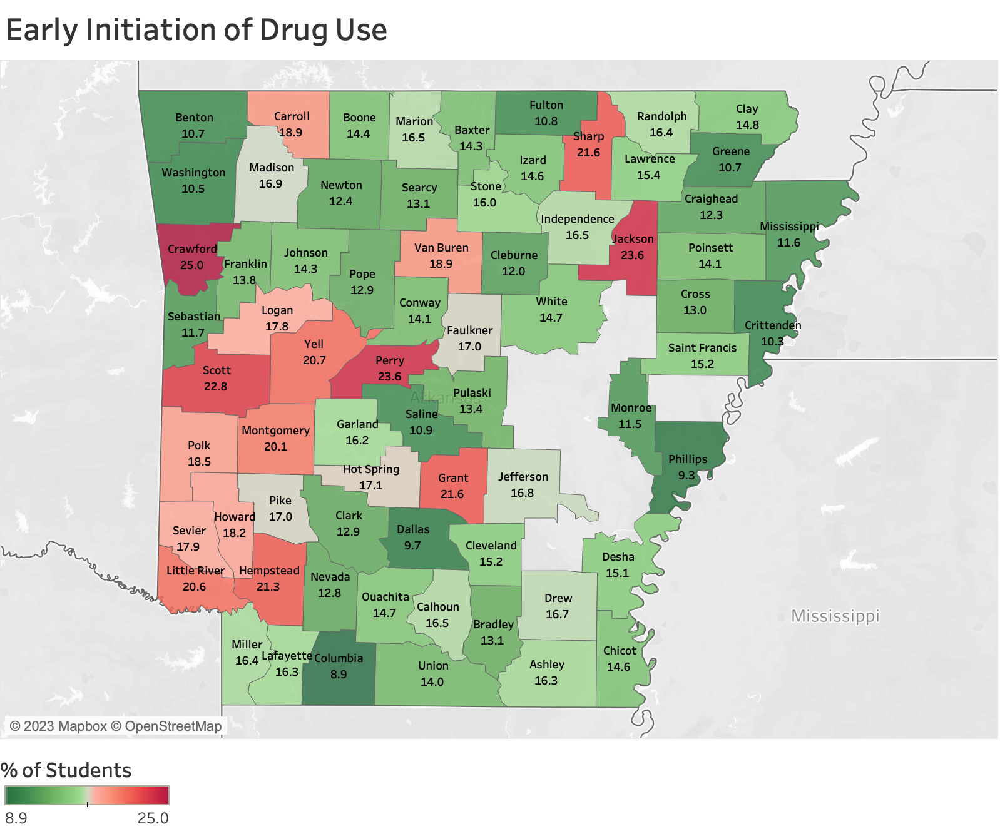 Early Initiation of Drug Use
Benton
10.7
Carroll
18.9
Boone
14.4
Marion
16.5
Baxter
14.3
Fulton
10.8
Sharp
21.6
Randolph
16.4
Clay
14.8
Greene
10.7
Washington
10.5
Madison
16.9
Newton
12.4
Searcy
13.1
Stone
16.0
Izard
14.6
Lawrence
15.4
Craighead
12.3
Mississippi
11.6
Independence
16.5
Jackson
23.6
Poinsett
14.1
Crawford
25.0
Franklin
13.8
Johnson
14.3
Pope
12.9
Van Buren
18.9
Cleburne
12.0
Cross
13.0
Sebastian
11.7
Logan
17.8
Conway
14.1
White
14.7
Crittenden
10.3
Faulkner
17.0
Yell
20.7
Saint Francis
15.2
Scott
22.8
Perry
23.6
Arkansas
Pulaski
13.4
Saline
10.9
Monroe
11.5
Polk
18.5
Montgomery
20.1
Garland
16.2
Hot Spring
17.1
Grant
21.6
Jefferson
16.8
Phillips
9.3
Pike
17.0
Howard
18.2
Sevier
17.9
Clark
12.9
Dallas
9.7
Cleveland
15.2
Desha
15.1
Little River
20.6
Hempstead
21.3
Nevada
12.8
Ouachita
14.7
Calhoun
16.5
Bradley
13.1
Drew
16.7
Mississippi
Miller
16.4
Lafayette
16.3
Columbia
8.9
Union
14.0
Ashley
16.3
Chicot
14.6
© 2023 Mapbox © OpenStreetMap
% of Students
8.9 25.0